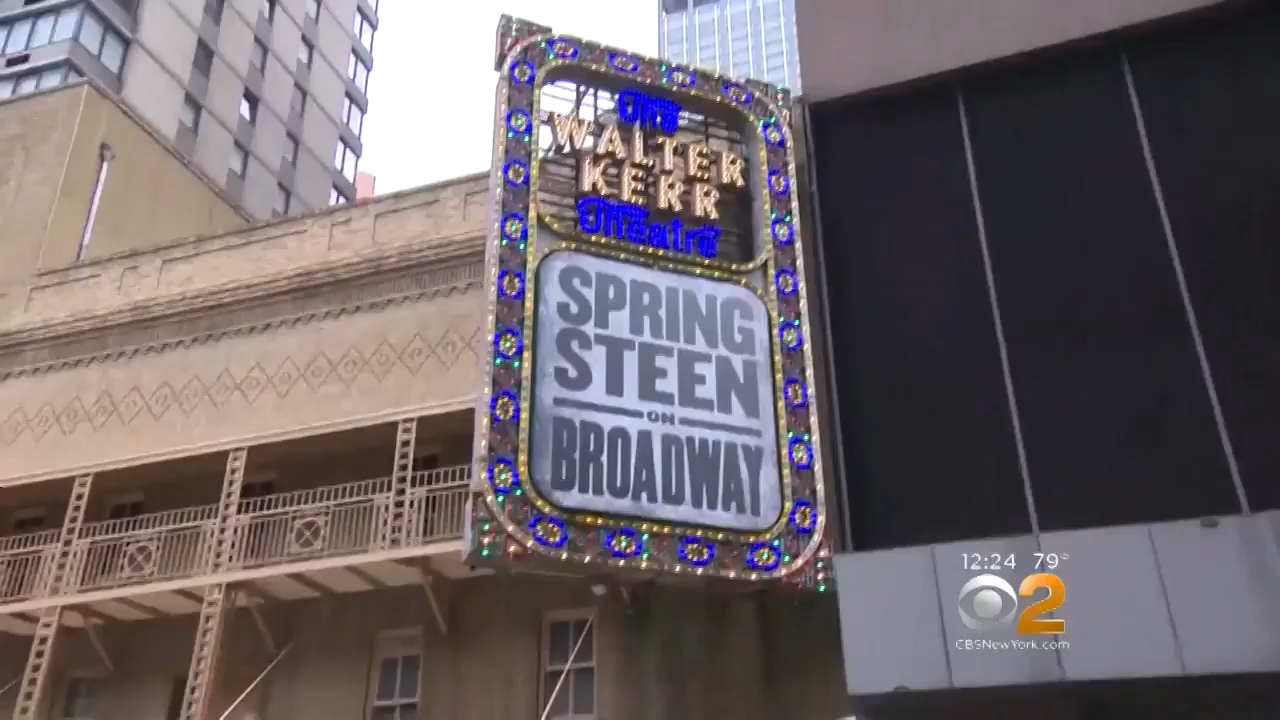 The
WALTER
KERR
Theatre
SPRING
STEEN
ON
BROADWAY
12:24 79°
2
CBSNewYork.com